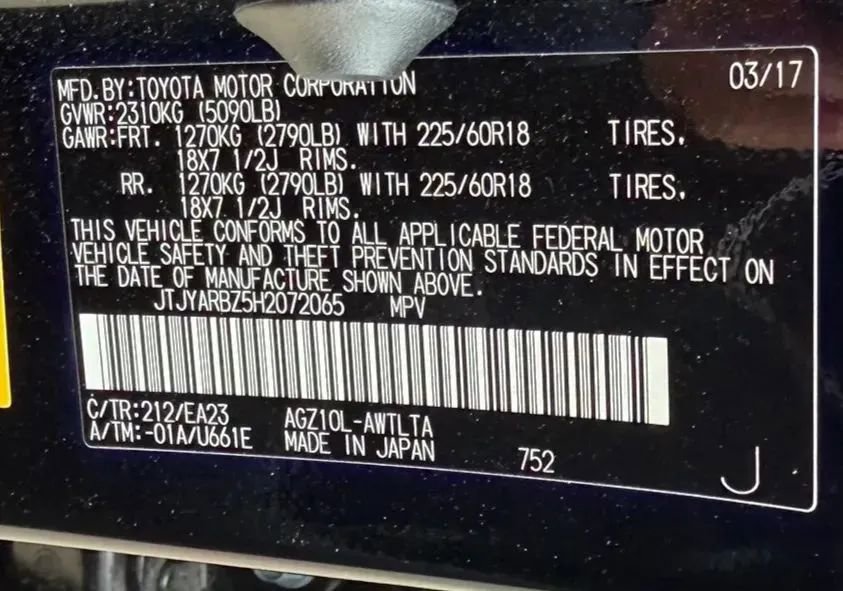 03/17
MFD.BY:TOYOTA MOTOR CORPORATION
GVWR:2310KG (5090LB)
GAWR:FRT. 1270KG (2790LB) WITH 225/60R18 TIRES.
18X7 1/2J RIMS.
RR. 1270KG (2790LB) WITH 225/60R18 TIRES.
18X7 1/2J RIMS.
THIS VEHICLE CONFORMS TO ALL APPLICABLE FEDERAL MOTOR
VEHICLE SAFETY AND THEFT PREVENTION STANDARDS IN EFFECT ON
THE DATE OF MANUFACTURE SHOWN ABOVE.
JTJYARBZ5H2072065 MPV
C/TR:212/EA23 AGZ10L-AWTLTA
A/TM:-01A/U661E MADE IN JAPAN 752
J